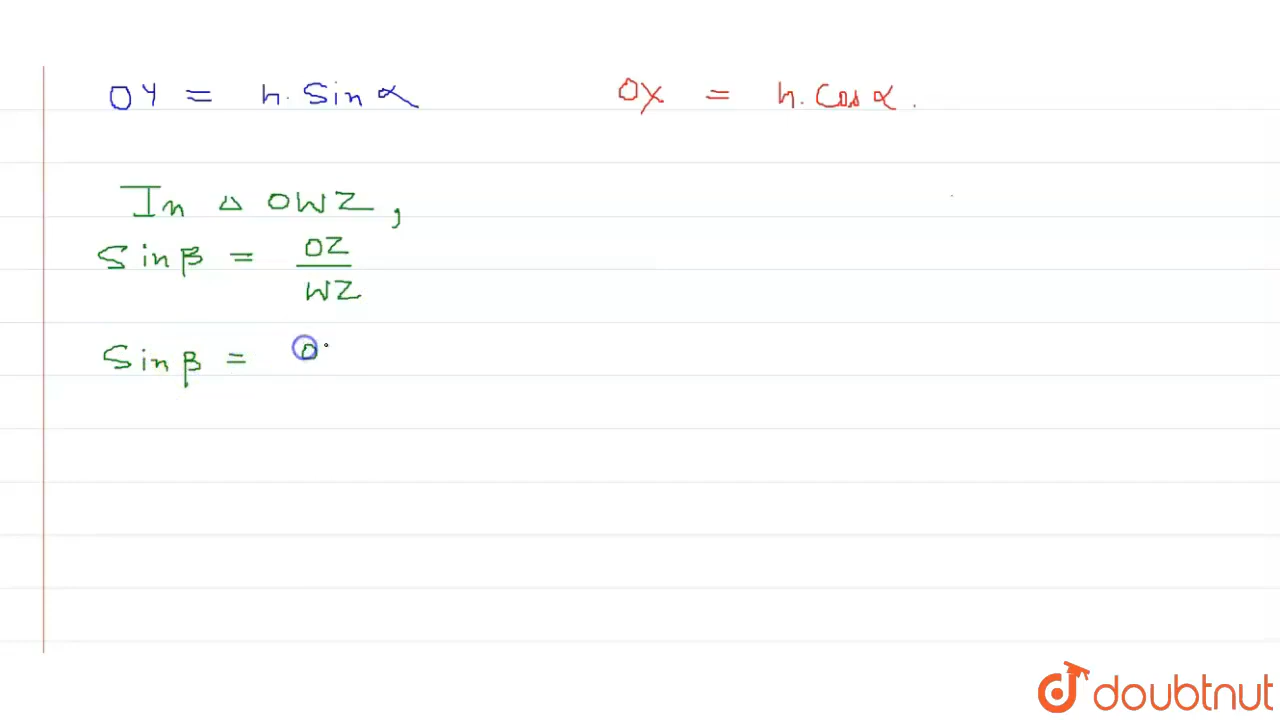 OY = h. Sin α    OX = h. Cos α.
In △ OWZ,
Sin β = OZ / WZ
Sin β = O
doubtnut